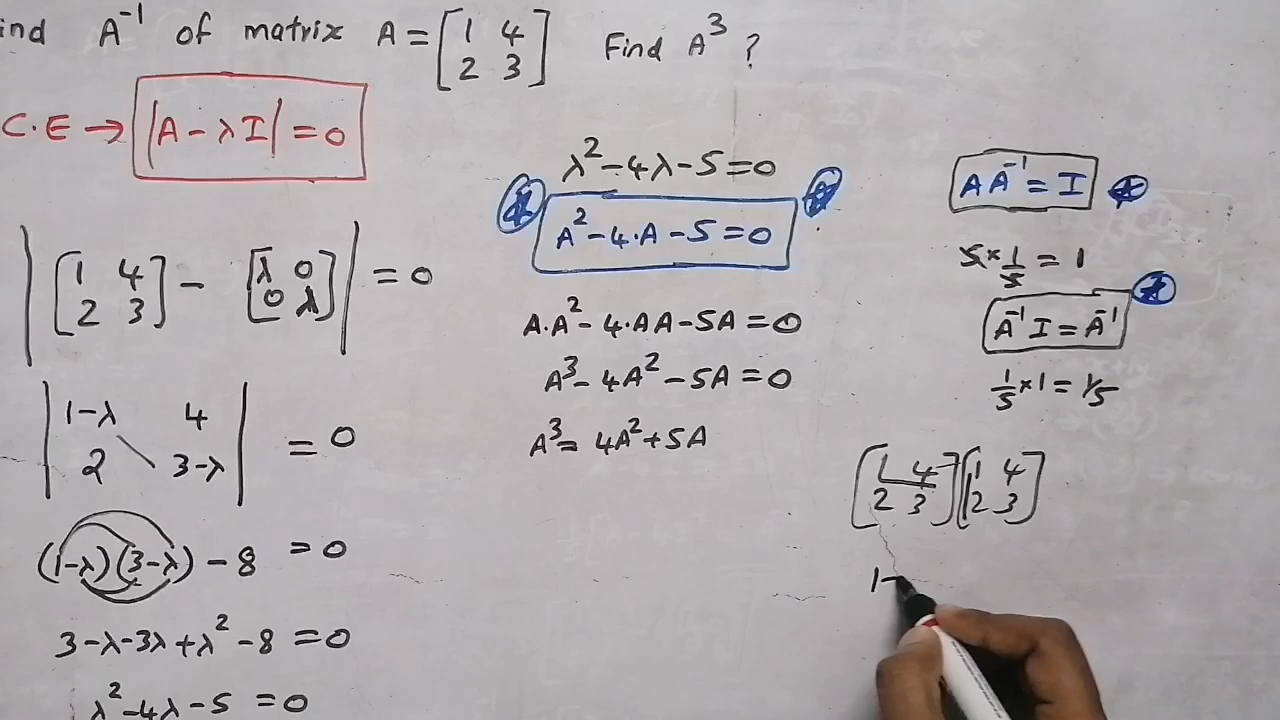 ind A⁻¹ of matrix A = [1 4 Find A³ ?
2 3]
C.E → |A - λI| = 0
| [1 4 - [λ 0 | = 0
2 3] 0 λ]
|1-λ 4 | = 0
|2 3-λ|
(1-λ)(3-λ) - 8 = 0
3 - λ - 3λ + λ² - 8 = 0
λ² - 4λ - 5 = 0
λ² - 4λ - 5 = 0
A² - 4·A - 5 = 0
A·A² - 4·AA - 5A = 0
A³ - 4A² - 5A = 0
A³ = 4A² + 5A
AA⁻¹ = I
5 × 1/5 = 1
A⁻¹ I = A⁻¹
1/5 × 1 = 1/5
[1 4 [1 4
2 3] 2 3]
1+